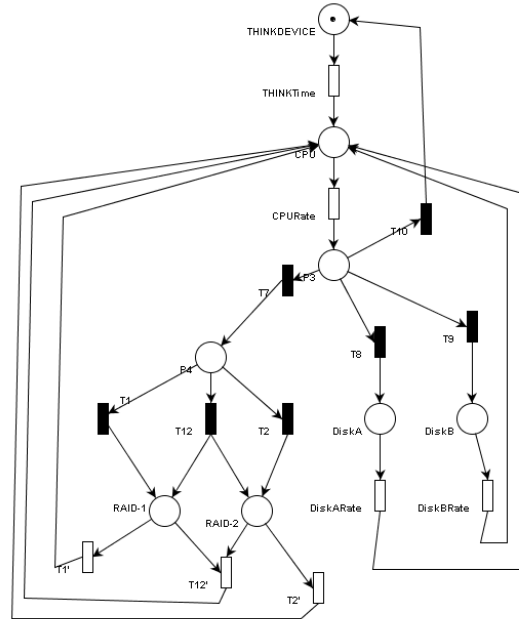 THINKDEVICE
THINKTime
CPU
CPURate
T10
P3
T7
T9
T8
P4
T1
T12
T2
DiskA
DiskB
RAID-1
RAID-2
DiskARate
DiskBRate
T1'
T12'
T2'